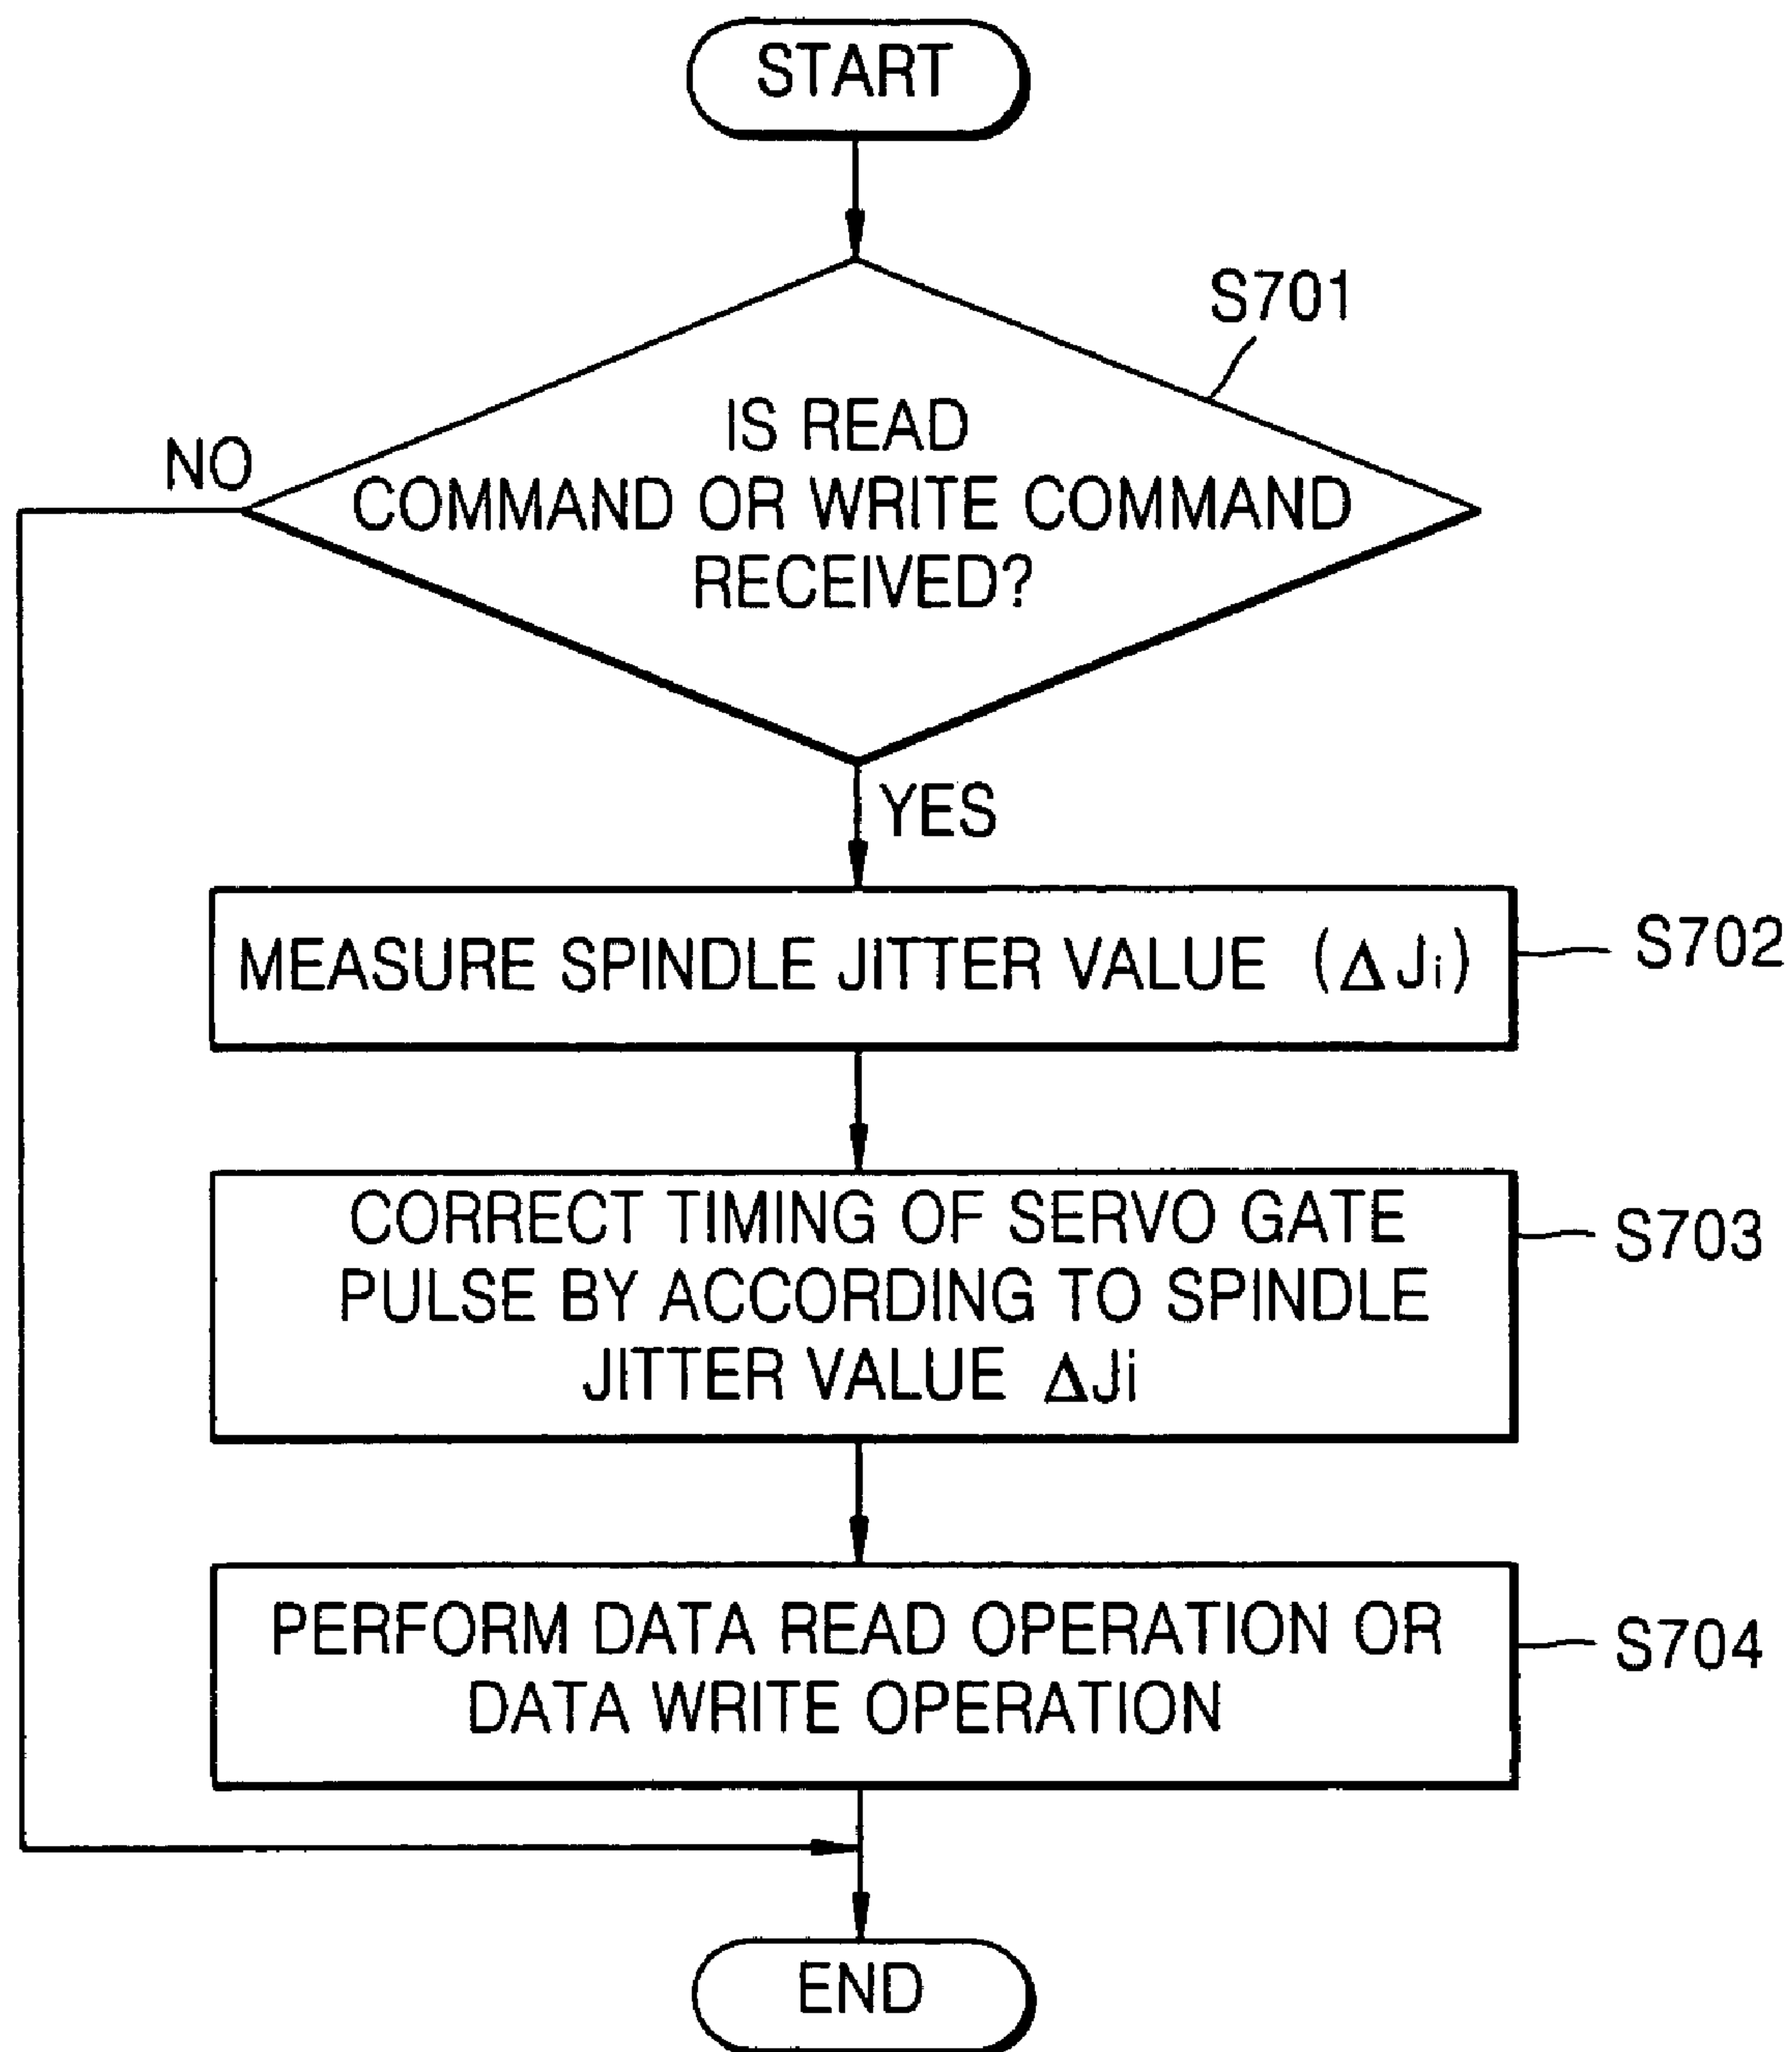 START
S701
IS READ
NO
COMMAND OR WRITE COMMAND
RECEIVED?
YES
MEASURE SPINDLE JITTER VALUE (ΔJi)
S702
CORRECT TIMING OF SERVO GATE
PULSE BY ACCORDING TO SPINDLE
JITTER VALUE ΔJi
S703
PERFORM DATA READ OPERATION OR
DATA WRITE OPERATION
S704
END